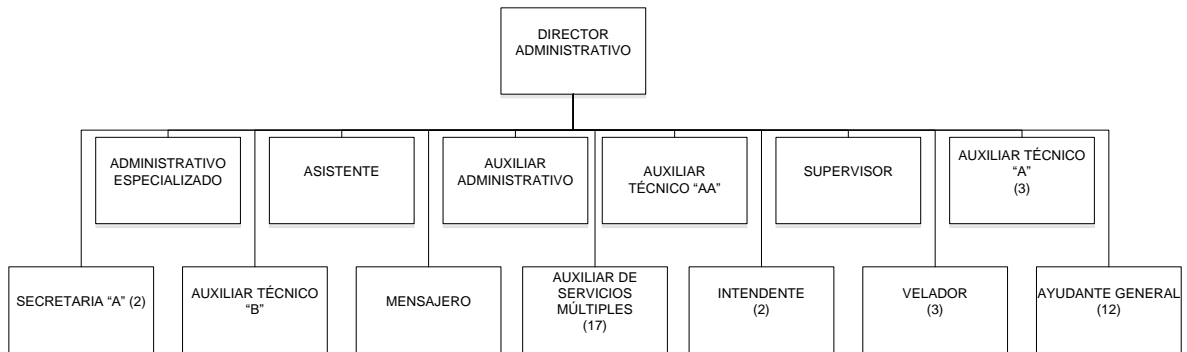 DIRECTOR
ADMINISTRATIVO
ADMINISTRATIVO
ESPECIALIZADO
ASISTENTE
AUXILIAR
ADMINISTRATIVO
AUXILIAR
TÉCNICO “AA”
SUPERVISOR
AUXILIAR TÉCNICO
“A”
(3)
SECRETARIA “A” (2)
AUXILIAR TÉCNICO
“B”
MENSAJERO
AUXILIAR DE
SERVICIOS
MÚLTIPLES
(17)
INTENDENTE
(2)
VELADOR
(3)
AYUDANTE GENERAL
(12)